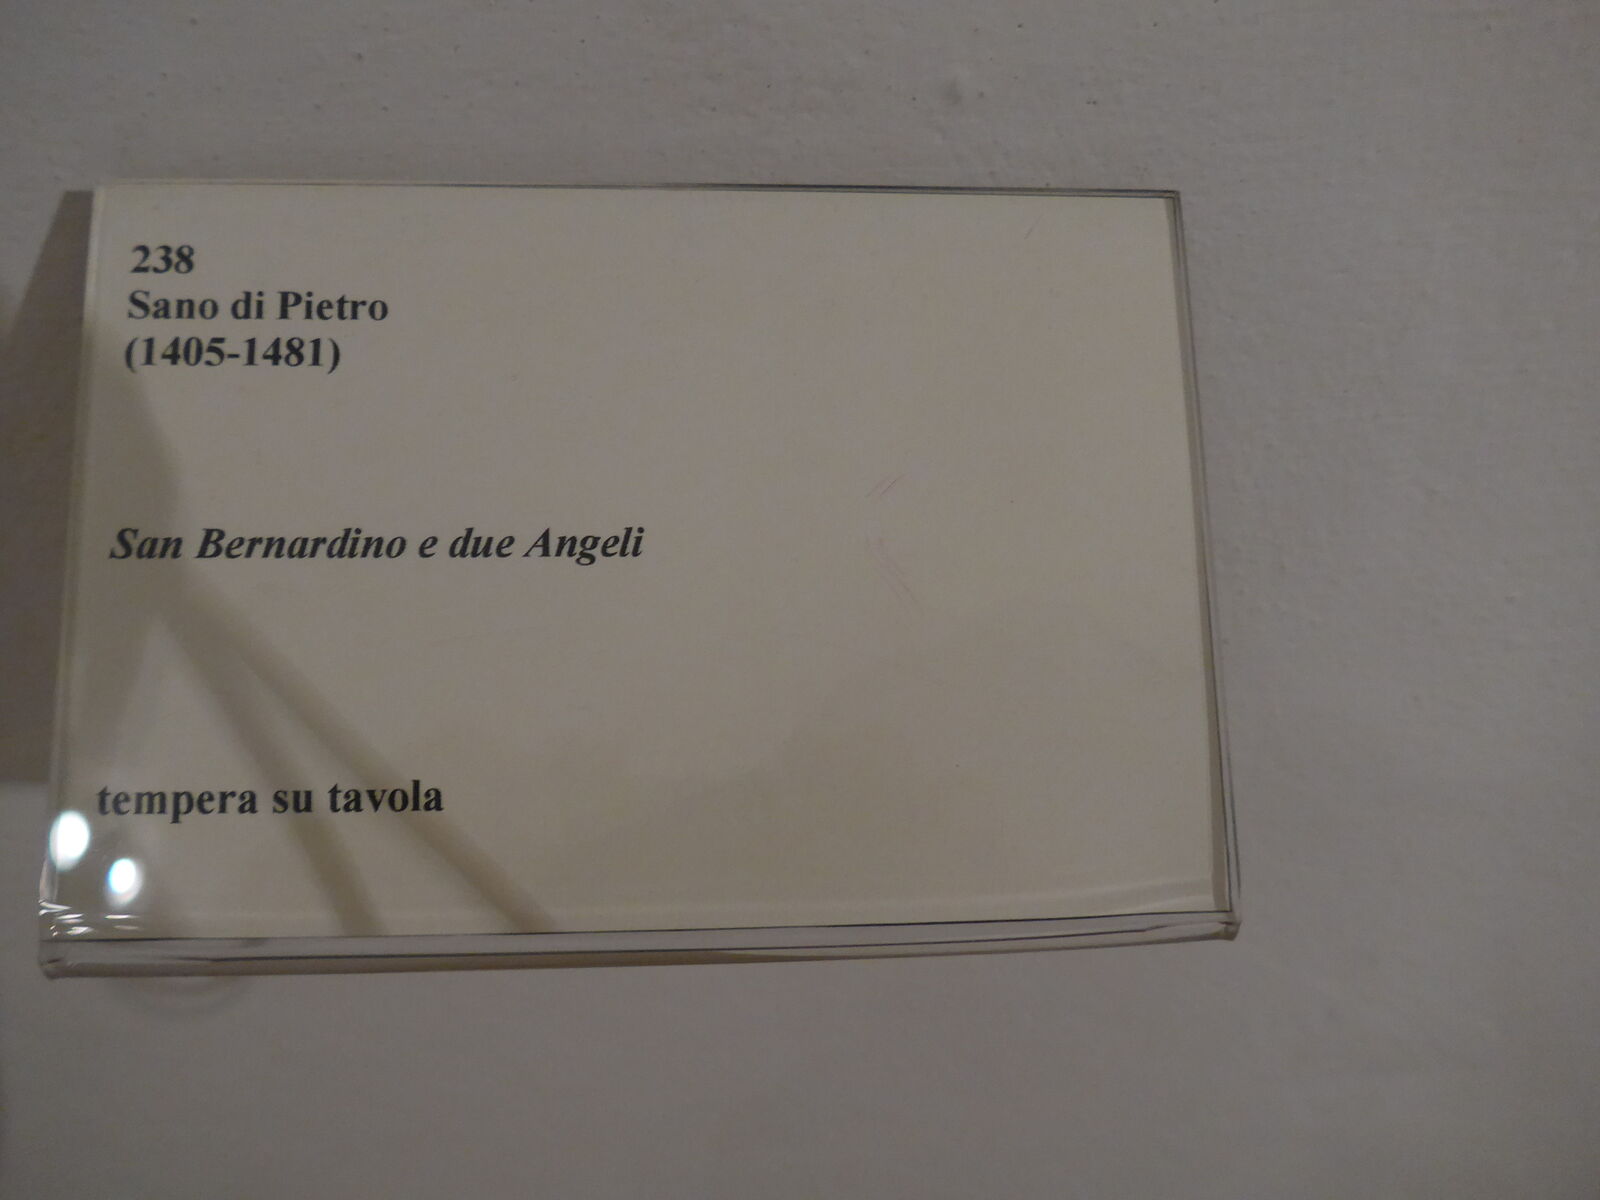 238
Sano di Pietro
(1405-1481)
San Bernardino e due Angeli
tempera su tavola